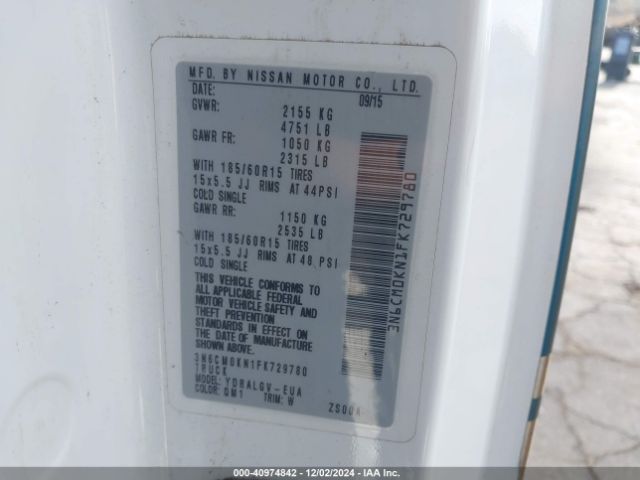 MFD. BY NISSAN MOTOR CO., LTD.
DATE: 09/15
GVWR: 2155 KG
4751 LB
GAWR FR: 1050 KG
2315 LB
WITH 185/60R15 TIRES
15x5.5 JJ RIMS AT 44PSI
COLD SINGLE
GAWR RR: 1150 KG
2535 LB
WITH 185/60R15 TIRES
15x5.5 JJ RIMS AT 48 PSI
COLD SINGLE
THIS VEHICLE CONFORMS TO
ALL APPLICABLE FEDERAL
MOTOR VEHICLE SAFETY AND
THEFT PREVENTION
STANDARDS IN EFFECT ON
THE DATE OF MANUFACTURE
SHOWN ABOVE.
3N6CM0KN1FK729780
TRUCK
MODEL: YDRALGV-EUA
COLOR: QM1 TRIM: W ZS00A
3N6CM0KN1FK729780
000-40974842 - 12/02/2024 - IAA Inc.